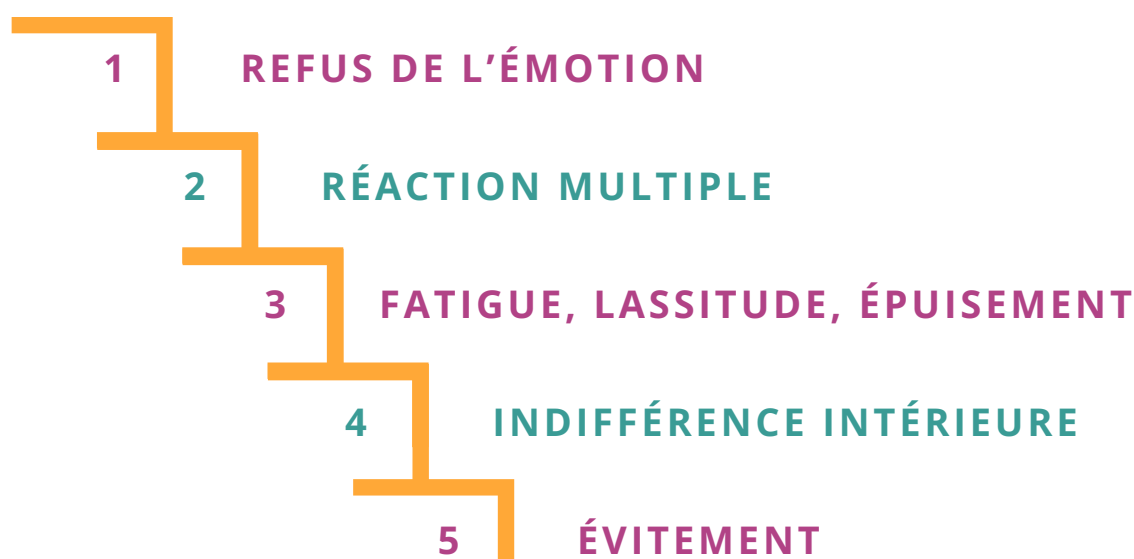 1 REFUS DE L’ÉMOTION
2 RÉACTION MULTIPLE
3 FATIGUE, LASSITUDE, ÉPUISEMENT
4 INDIFFÉRENCE INTÉRIEURE
5 ÉVITEMENT